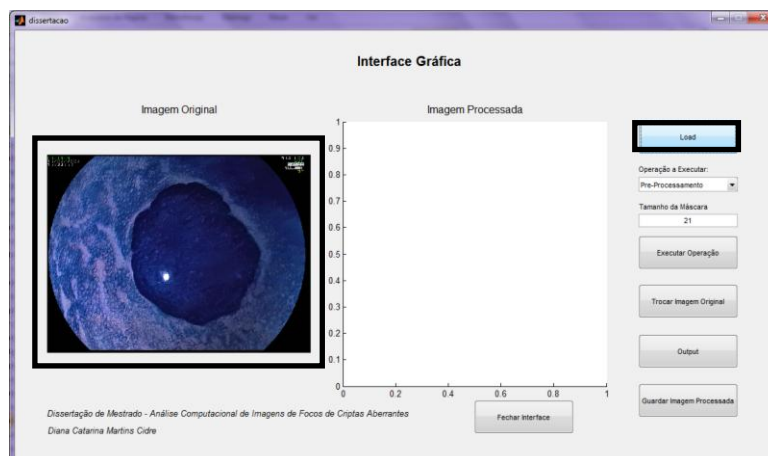 dissertacao
Interface Gráfica
Imagem Original
Imagem Processada
1
0.9
0.8
0.7
0.6
0.5
0.4
0.3
0.2
0.1
0
0 0.2 0.4 0.6 0.8 1
Load
Operação a Executar:
Pre-Processamento
Tamanho da Máscara
21
Executar Operação
Trocar Imagem Original
Output
Guardar Imagem Processada
Fechar Interface
Dissertação de Mestrado - Análise Computacional de Imagens de Focos de Criptas Aberrantes
Diana Catarina Martins Cidre